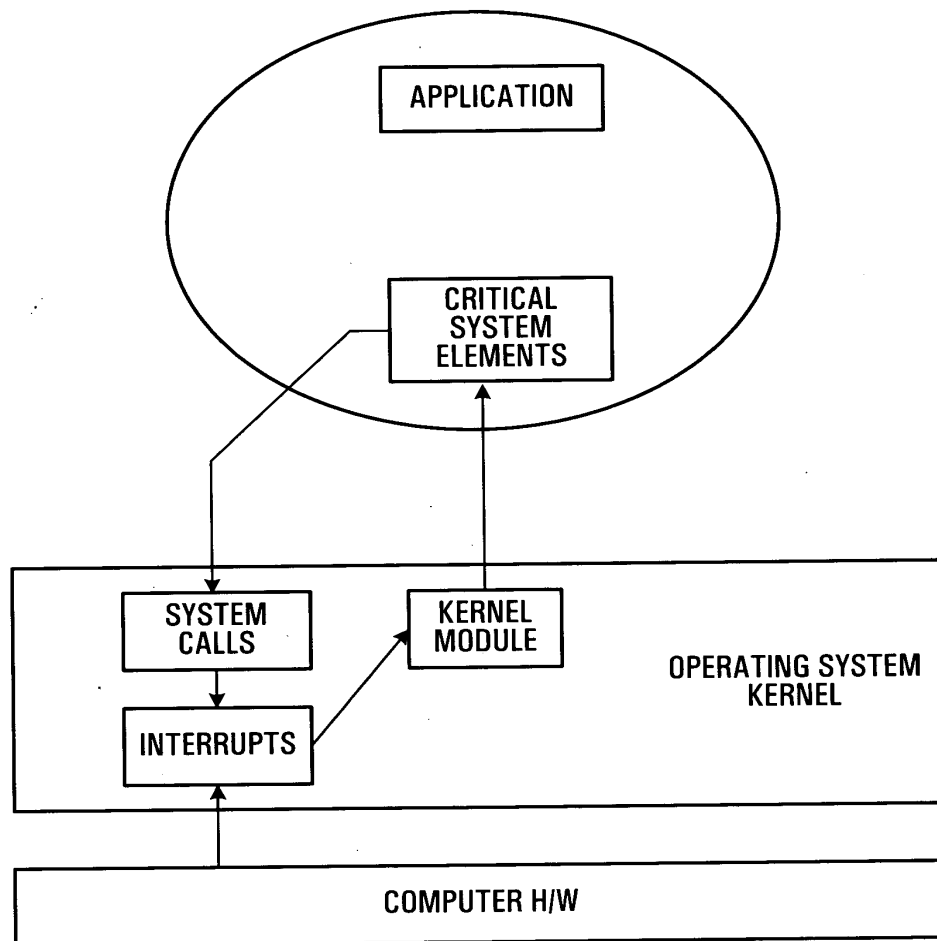 APPLICATION
CRITICAL
SYSTEM
ELEMENTS
SYSTEM
CALLS
KERNEL
MODULE
OPERATING SYSTEM
KERNEL
INTERRUPTS
COMPUTER H/W